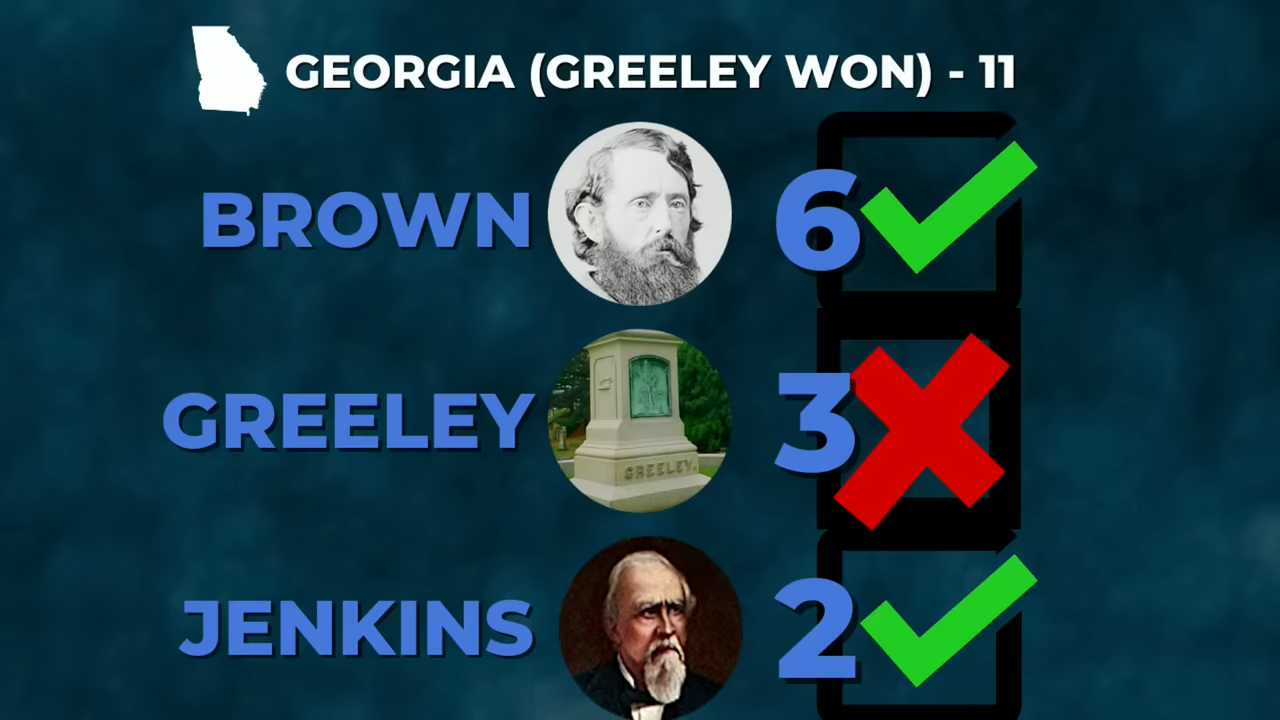 GEORGIA (GREELEY WON) - 11
BROWN 6
GREELEY 3
GREELEY.
JENKINS 2